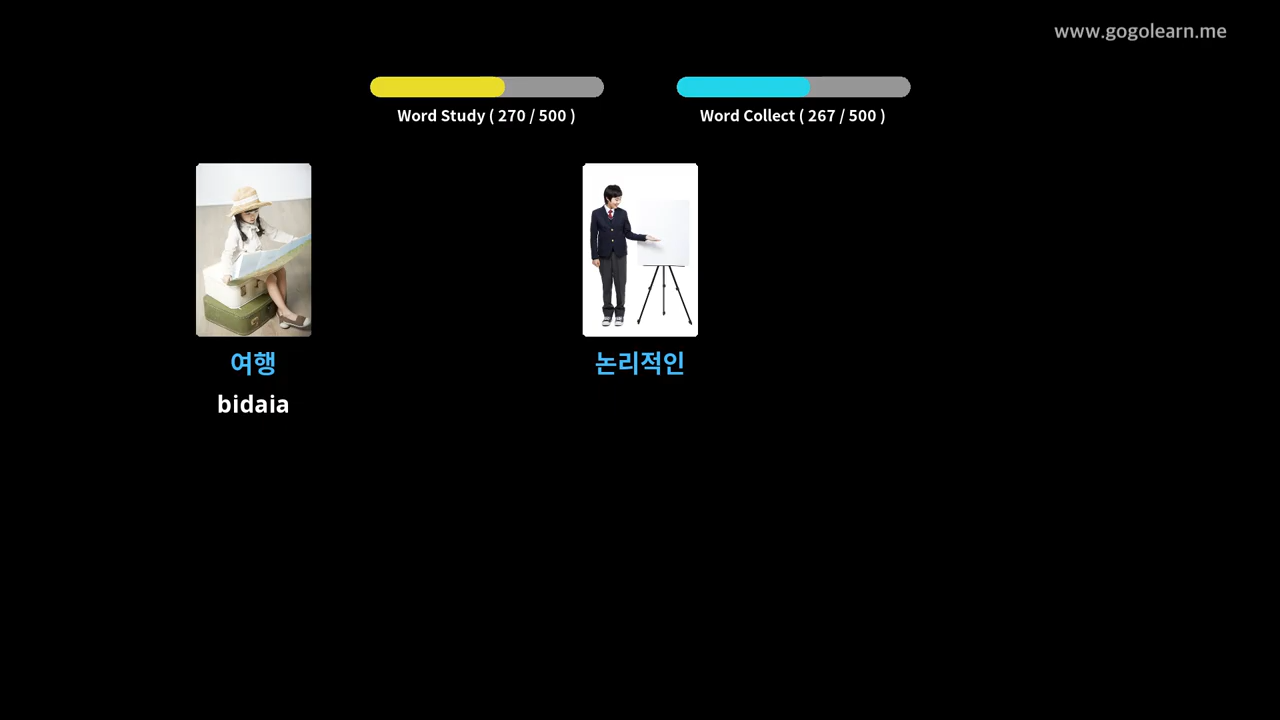 www.gogolearn.me
Word Study ( 270 / 500 )
Word Collect ( 267 / 500 )
여행
bidaia
논리적인